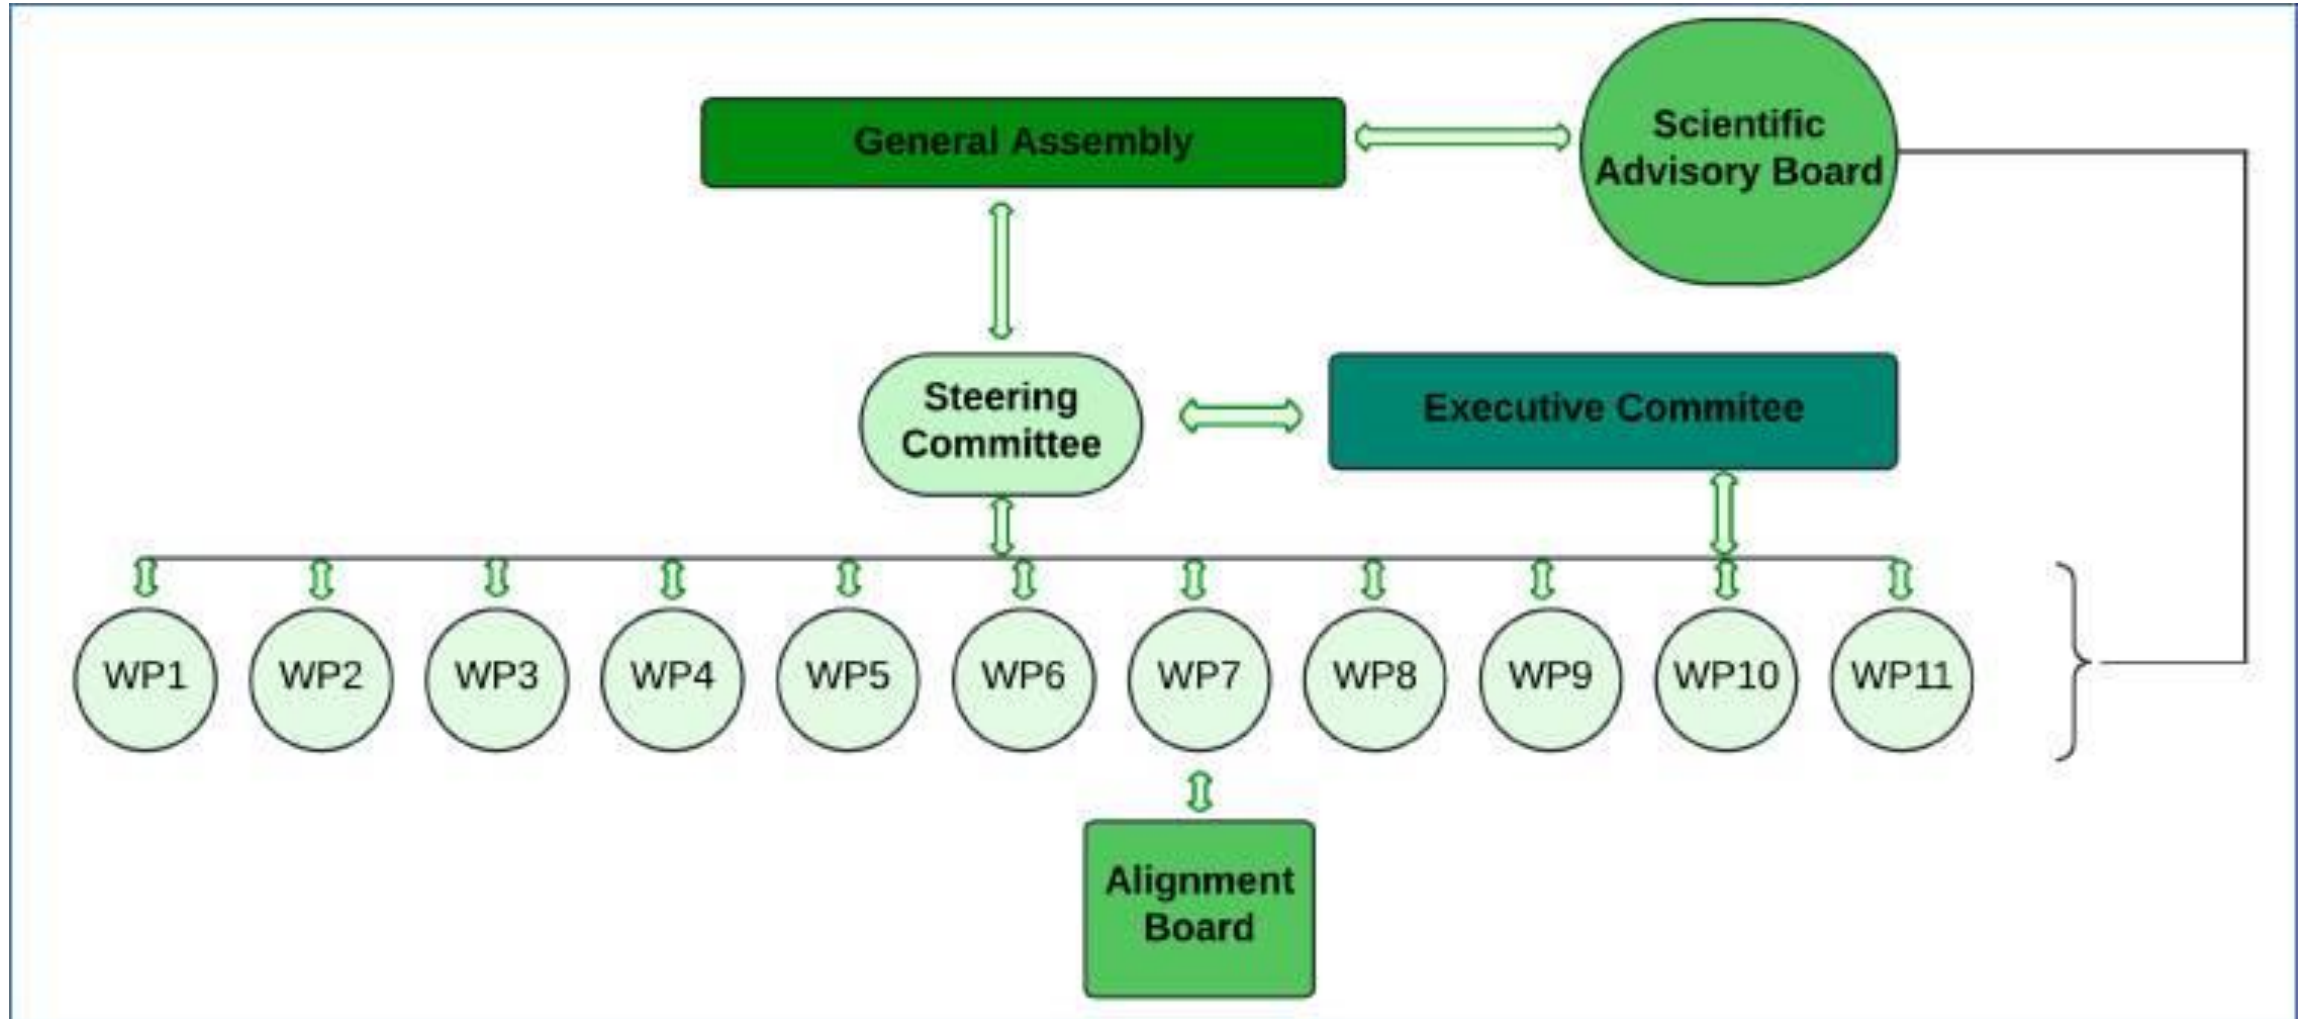 General Assembly
Scientific
Advisory Board
Steering
Committee
Executive Commitee
WP1
WP2
WP3
WP4
WP5
WP6
WP7
WP8
WP9
WP10
WP11
Alignment
Board